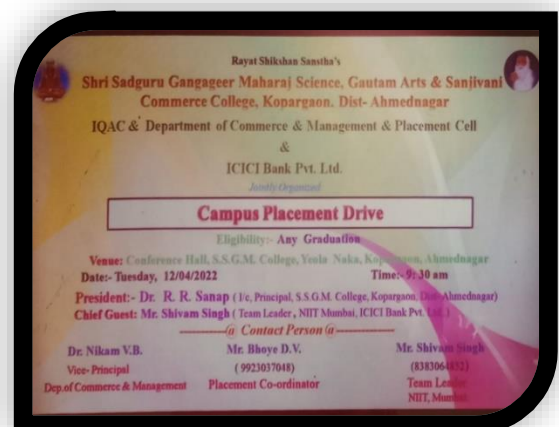 Rayat Shikshan Sanstha's
Shri Sadguru Gangageer Maharaj Science, Gautam Arts & Sanjivani
Commerce College, Kopargaon. Dist- Ahmednagar
IQAC & Department of Commerce & Management & Placement Cell
&
ICICI Bank Pvt. Ltd.
Jointly Organized
Campus Placement Drive
Eligibility:- Any Graduation
Venue: Conference Hall, S.S.G.M. College, Yeola Naka, Kopargaon, Ahmednagar
Date:- Tuesday, 12/04/2022 Time:- 9: 30 am
President:- Dr. R. R. Sanap ( I/c, Principal, S.S.G.M. College, Kopargaon, Dist- Ahmednagar)
Chief Guest: Mr. Shivam Singh ( Team Leader , NIIT Mumbai, ICICI Bank Pvt. Ltd. )
----------@ Contact Person @----------
Dr. Nikam V.B. Mr. Bhoye D.V. Mr. Shivam Singh
Vice- Principal ( 9923037048)
Dep.of Commerce & Management Placement Co-ordinator Team Leader
NIIT, Mumbai